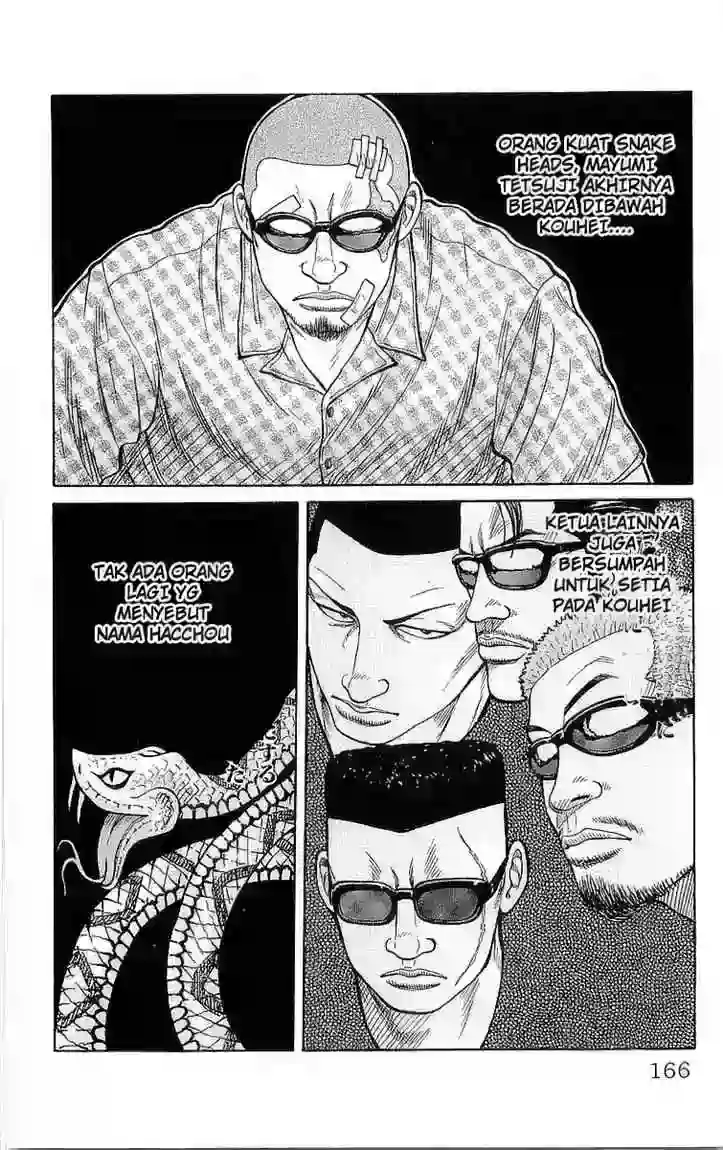 ORANG KUAT SNAKE
HEADS, MAYUMI
TETSUJI AKHIRNYA
BERADA DIBAWAH
KOUHEI....
KETUA LAINNYA
JUGA
BERSUMPAH
UNTUK SETIA
PADA KOUHEI
TAK ADA ORANG
LAGI YG
MENYEBUT
NAMA HACCHOU
166